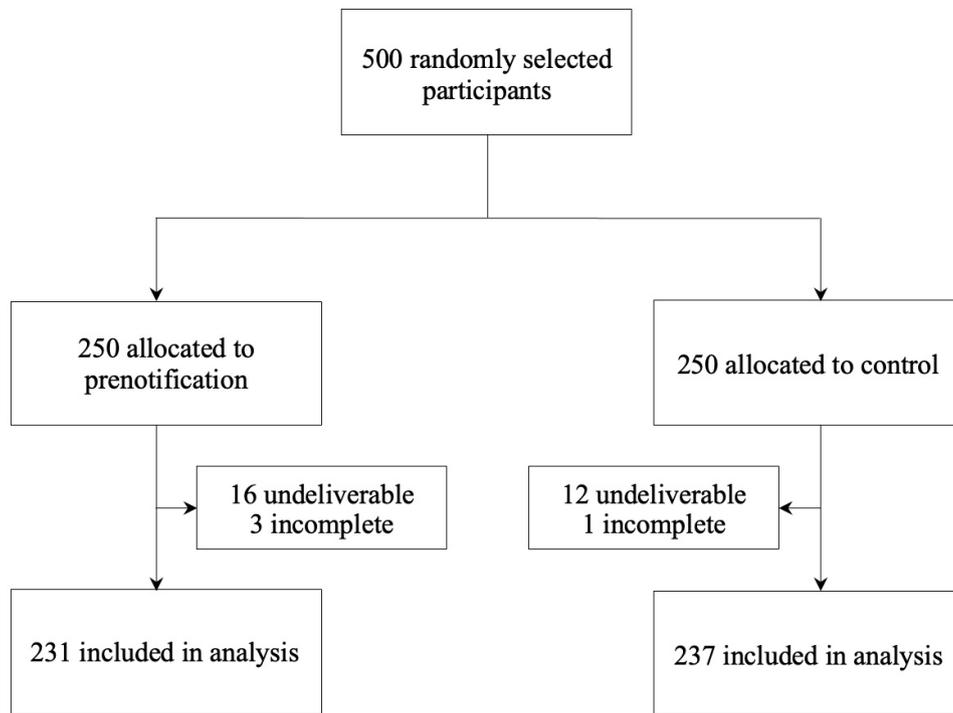 500 randomly selected
participants
250 allocated to
prenotification
250 allocated to control
16 undeliverable
3 incomplete
12 undeliverable
1 incomplete
231 included in analysis
237 included in analysis